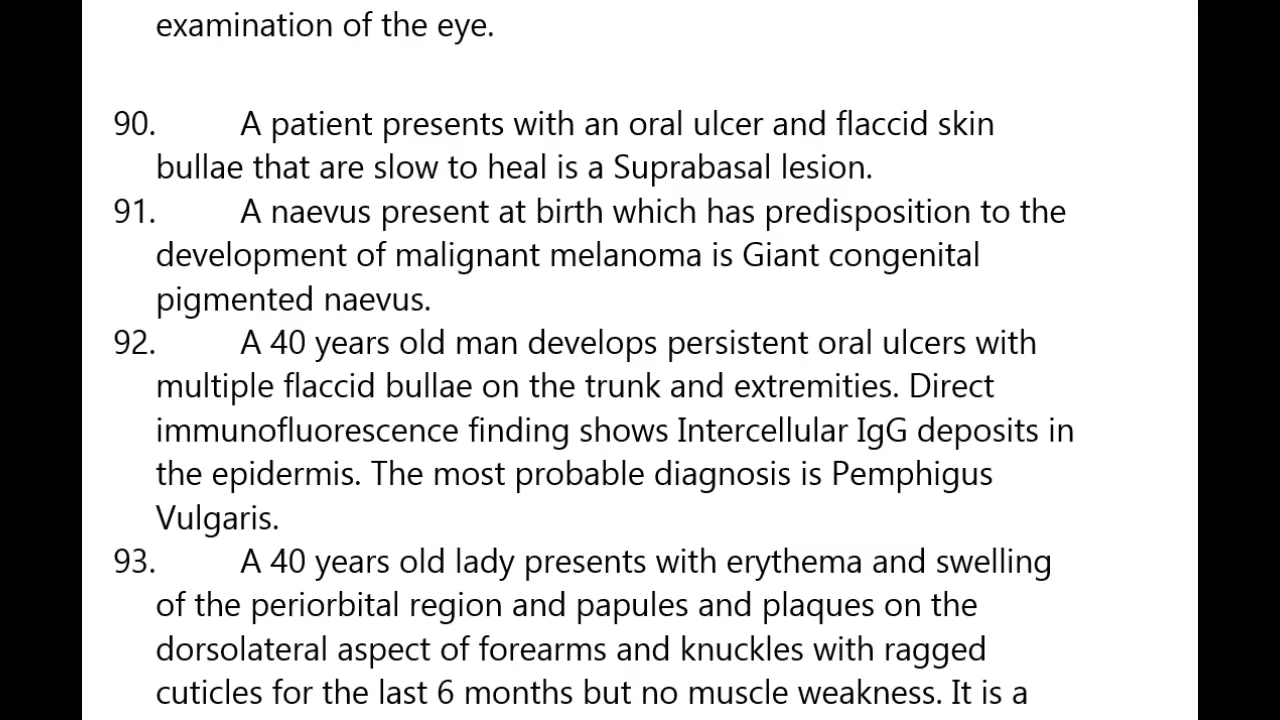 examination of the eye.
90. A patient presents with an oral ulcer and flaccid skin
bullae that are slow to heal is a Suprabasal lesion.
91. A naevus present at birth which has predisposition to the
development of malignant melanoma is Giant congenital
pigmented naevus.
92. A 40 years old man develops persistent oral ulcers with
multiple flaccid bullae on the trunk and extremities. Direct
immunofluorescence finding shows Intercellular IgG deposits in
the epidermis. The most probable diagnosis is Pemphigus
Vulgaris.
93. A 40 years old lady presents with erythema and swelling
of the periorbital region and papules and plaques on the
dorsolateral aspect of forearms and knuckles with ragged
cuticles for the last 6 months but no muscle weakness. It is a